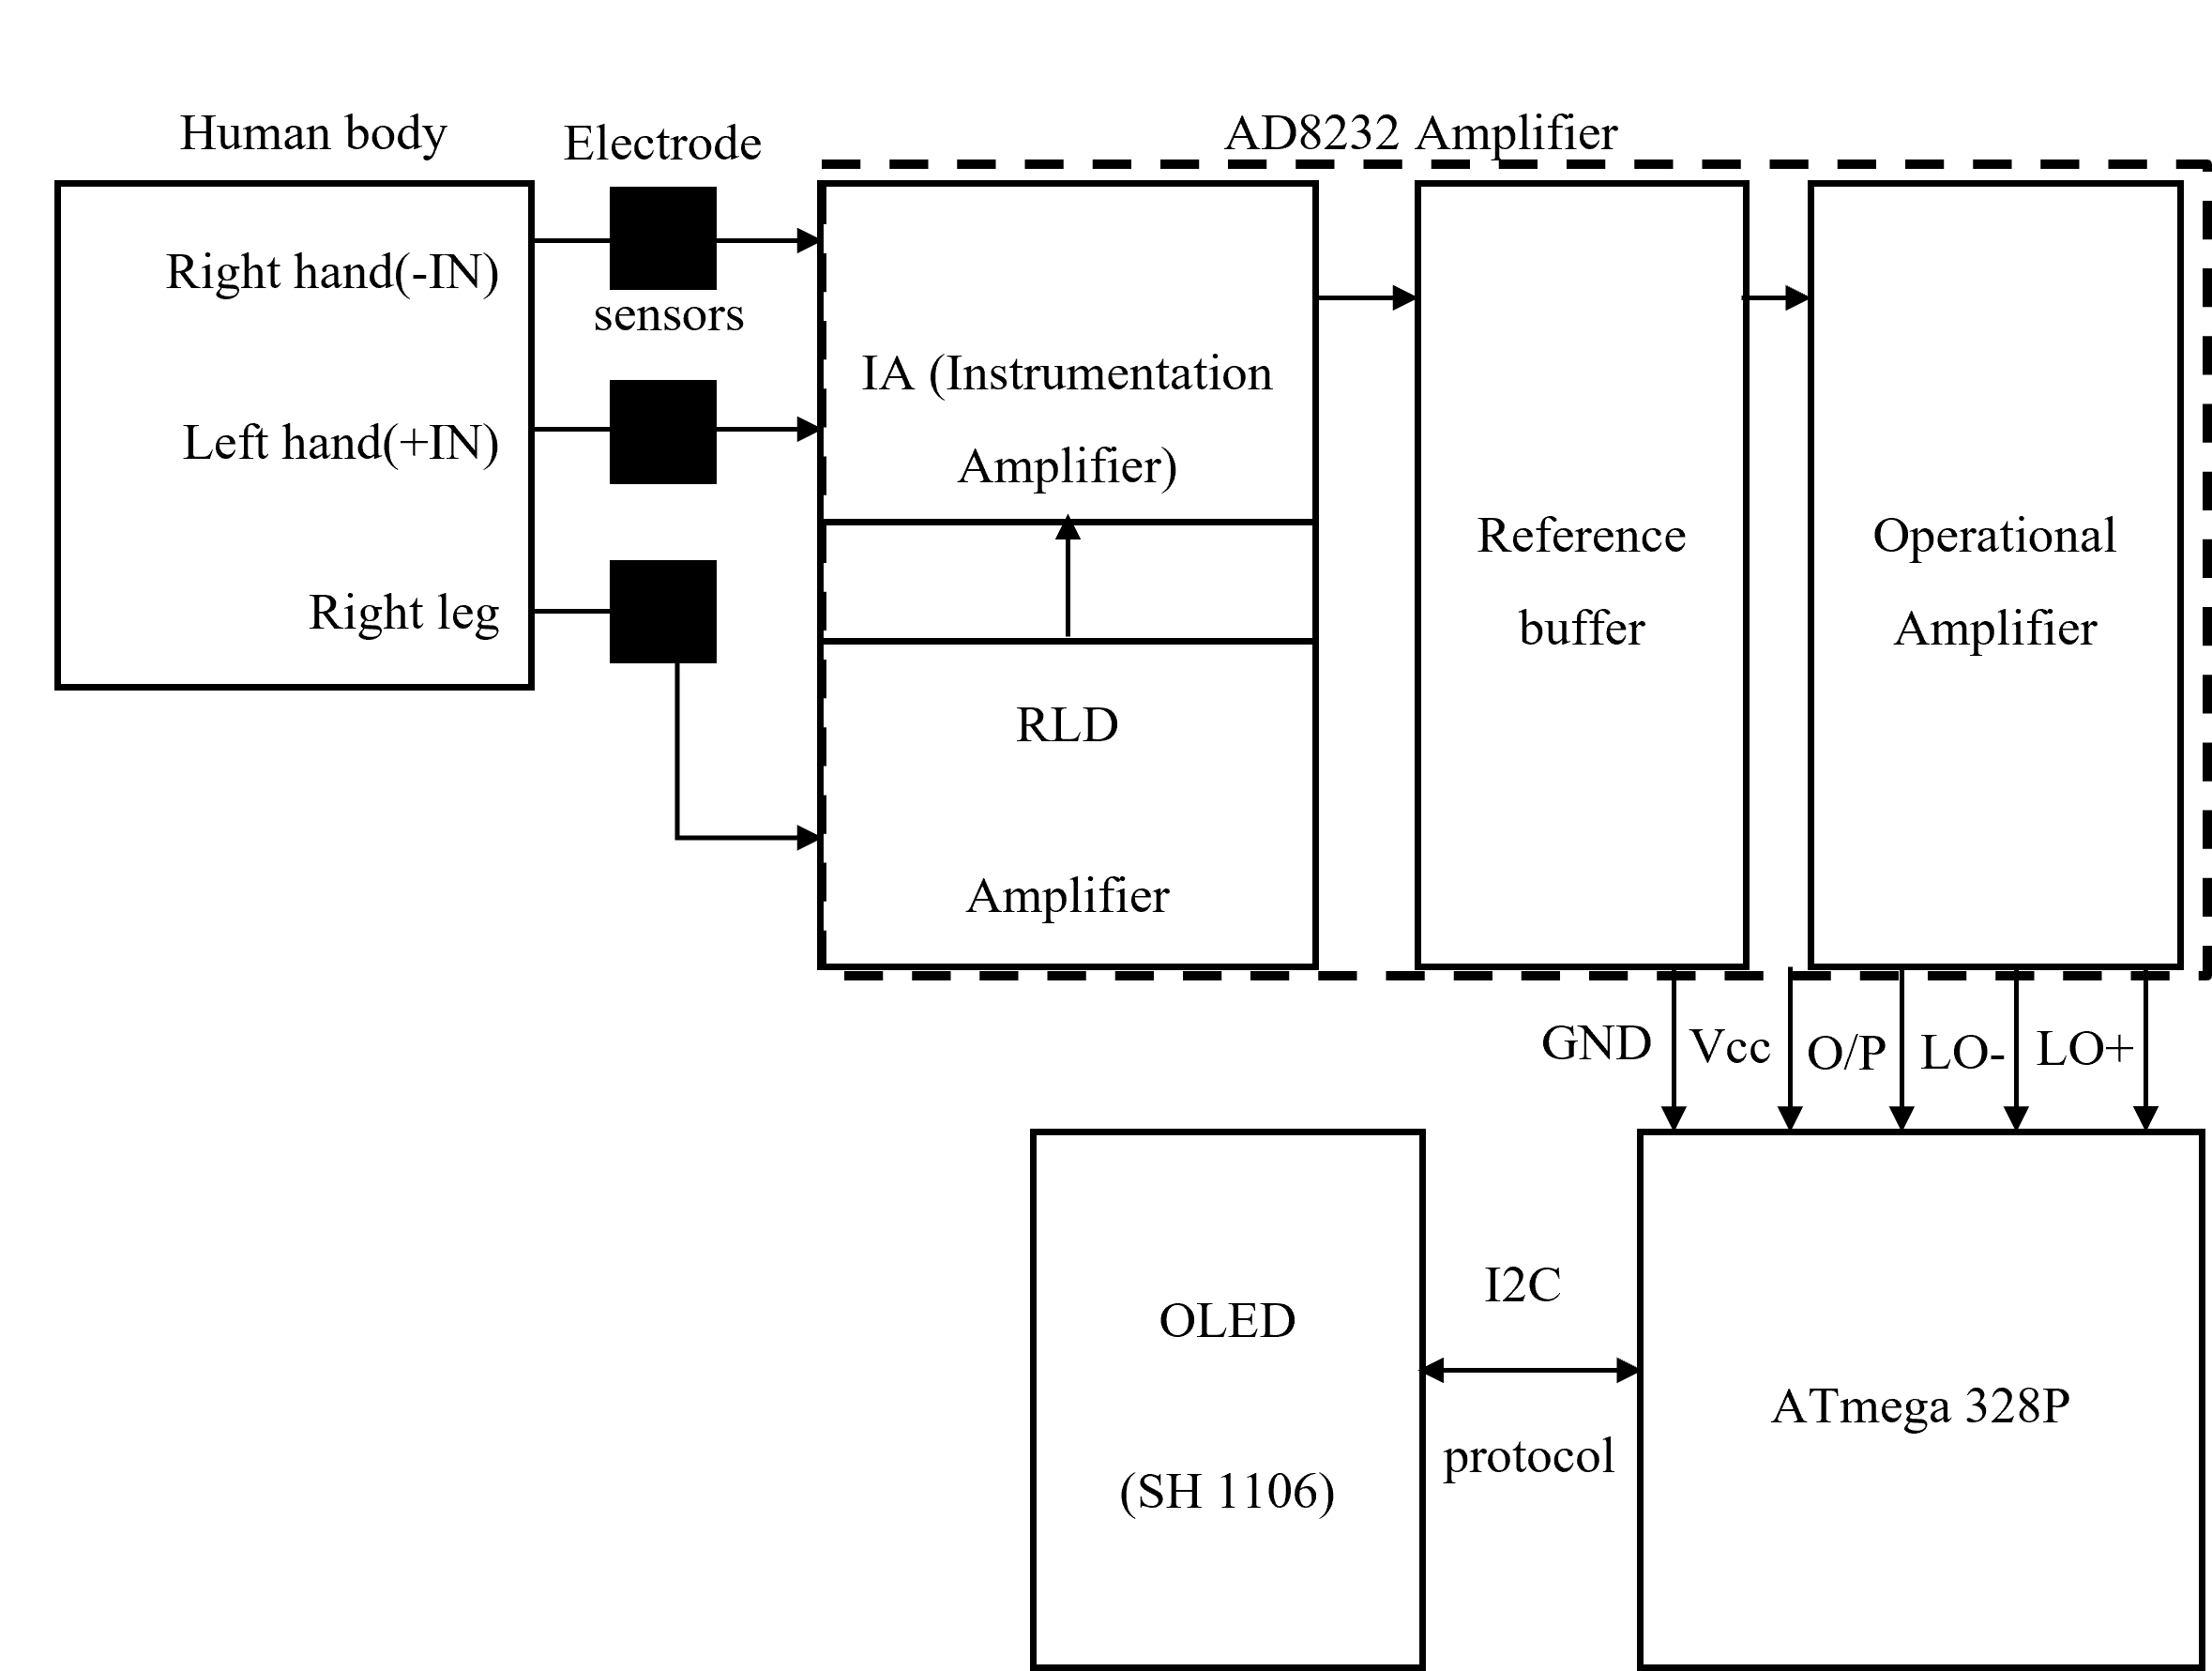 Human body
Electrode
sensors
AD8232 Amplifier
Right hand(-IN)
Left hand(+IN)
Right leg
IA (Instrumentation
Amplifier)
RLD
Amplifier
Reference
buffer
Operational
Amplifier
GND
Vcc
O/P
LO-
LO+
OLED
(SH 1106)
I2C
protocol
ATmega 328P